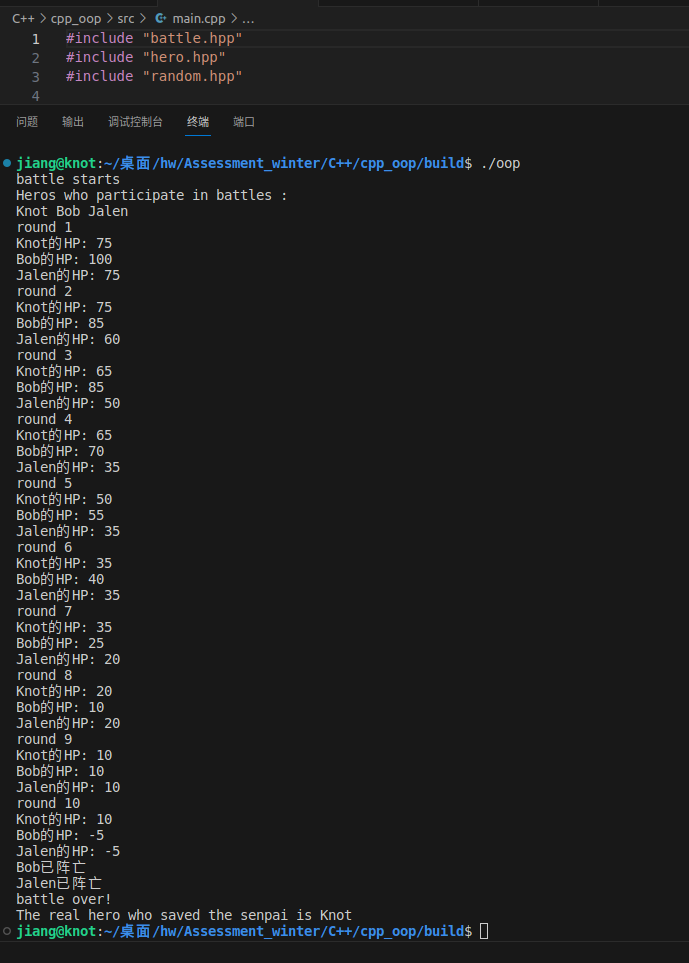 C++ > cpp_oop > src > main.cpp > ...
1 #include "battle.hpp"
2 #include "hero.hpp"
3 #include "random.hpp"
4
问题 输出 调试控制台 终端 端口
jiang@knot:~/桌面/hw/Assessment_winter/C++/cpp_oop/build$ ./oop
battle starts
Heros who participate in battles :
Knot Bob Jalen
round 1
Knot的HP: 75
Bob的HP: 100
Jalen的HP: 75
round 2
Knot的HP: 75
Bob的HP: 85
Jalen的HP: 60
round 3
Knot的HP: 65
Bob的HP: 85
Jalen的HP: 50
round 4
Knot的HP: 65
Bob的HP: 70
Jalen的HP: 35
round 5
Knot的HP: 50
Bob的HP: 55
Jalen的HP: 35
round 6
Knot的HP: 35
Bob的HP: 40
Jalen的HP: 35
round 7
Knot的HP: 35
Bob的HP: 25
Jalen的HP: 20
round 8
Knot的HP: 20
Bob的HP: 10
Jalen的HP: 20
round 9
Knot的HP: 10
Bob的HP: 10
Jalen的HP: 10
round 10
Knot的HP: 10
Bob的HP: -5
Jalen的HP: -5
Bob已阵亡
Jalen已阵亡
battle over!
The real hero who saved the senpai is Knot
jiang@knot:~/桌面/hw/Assessment_winter/C++/cpp_oop/build$